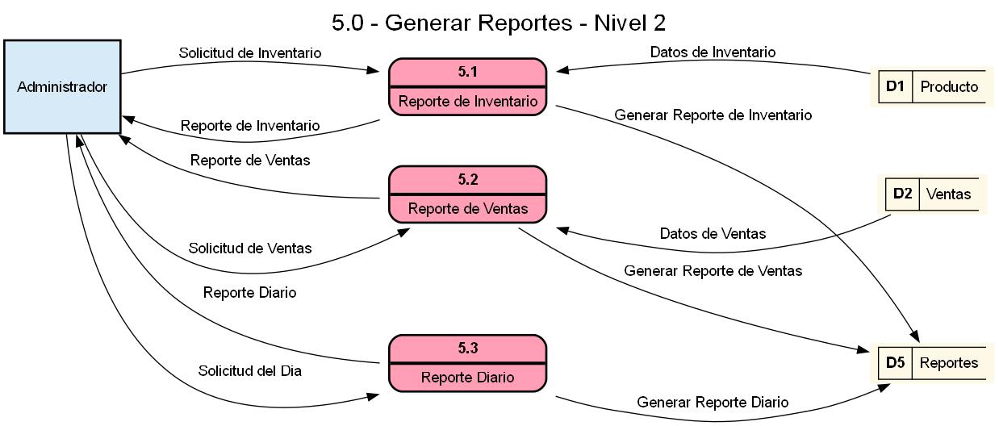 5.0 - Generar Reportes - Nivel 2
Administrador
Solicitud de Inventario
5.1
Reporte de Inventario
Datos de Inventario
D1 Producto
Reporte de Inventario
Generar Reporte de Inventario
Reporte de Ventas
5.2
Reporte de Ventas
D2 Ventas
Solicitud de Ventas
Datos de Ventas
Generar Reporte de Ventas
Reporte Diario
5.3
Reporte Diario
D5 Reportes
Solicitud del Dia
Generar Reporte Diario